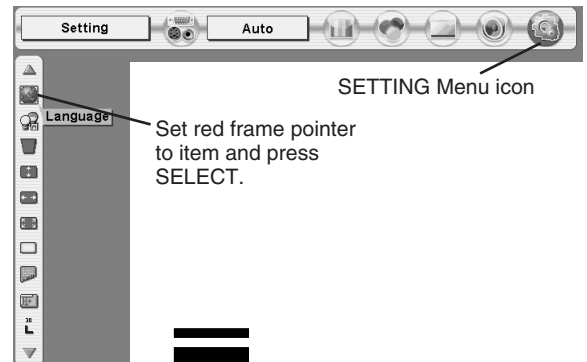 Setting
Auto
SETTING Menu icon
Language
Set red frame pointer
to item and press
SELECT.